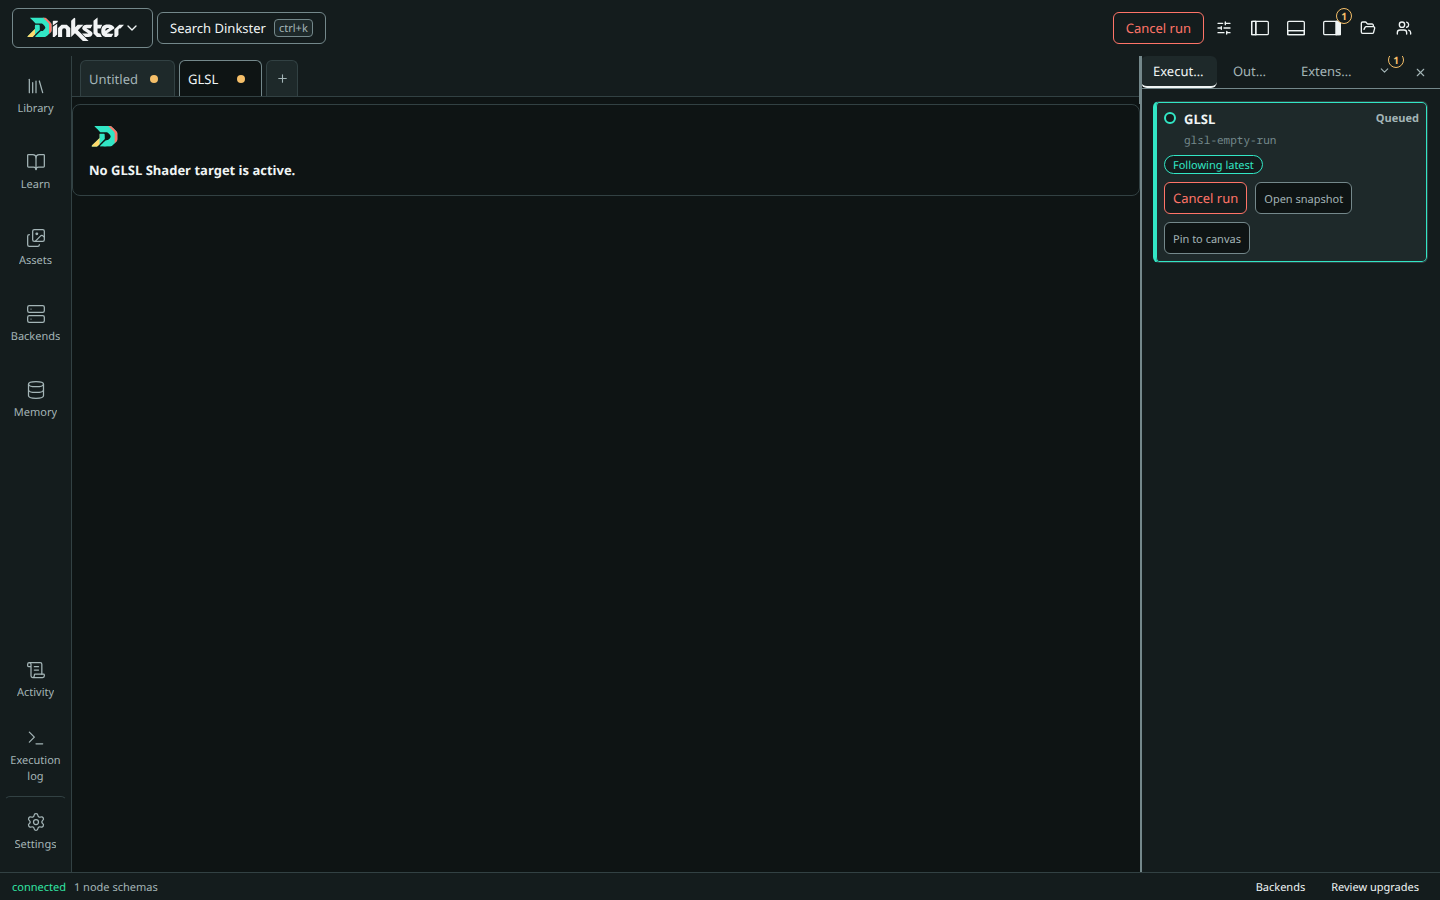 Dinkster
Search Dinkster ctrl+k
Cancel run
1
Library
Learn
Assets
Backends
Memory
Activity
Execution
log
Settings
Untitled
GLSL
+
No GLSL Shader target is active.
Execut...
Out...
Extens...
1
GLSL
Queued
glsl-empty-run
Following latest
Cancel run
Open snapshot
Pin to canvas
connected
1 node schemas
Backends
Review upgrades